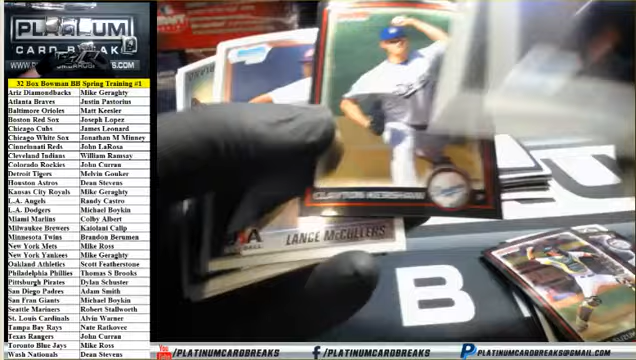 PLATINUM
CARD BREAKS
WWW.PLATINUMCARDBREAKS.COM
32 Box Bowman BB Spring Training #1
Ariz Diamondbacks Mike Geraghty
Atlanta Braves Justin Pastorius
Baltimore Orioles Matt Keesler
Boston Red Sox Joseph Lopez
Chicago Cubs James Leonard
Chicago White Sox Jonathan M Minney
Cincinnati Reds John LaRosa
Cleveland Indians William Ramsay
Colorado Rockies John Curran
Detroit Tigers Melvin Gouker
Houston Astros Dean Stevens
Kansas City Royals Mike Geraghty
L.A. Angels Randy Castro
L.A. Dodgers Michael Boykin
Miami Marlins Colby Albert
Milwaukee Brewers Kaiolani Calip
Minnesota Twins Brandon Berumen
New York Mets Mike Ross
New York Yankees Mike Geraghty
Oakland Athletics Scott Featherstone
Philadelphia Phillies Thomas S Brooks
Pittsburgh Pirates Dylan Schuster
San Diego Padres Adam Smith
San Fran Giants Michael Boykin
Seattle Mariners Robert Stallworth
St. Louis Cardinals Alvin Warner
Tampa Bay Rays Nate Ratkovec
Texas Rangers John Curran
Toronto Blue Jays Mike Ross
Wash Nationals Dean Stevens
CLAYTON KERSHAW
LANCE McCULLERS
B
/PLATINUMCARDBREAKS
/PLATINUMCARDBREAKS
/PLATINUMCARDBREAKS